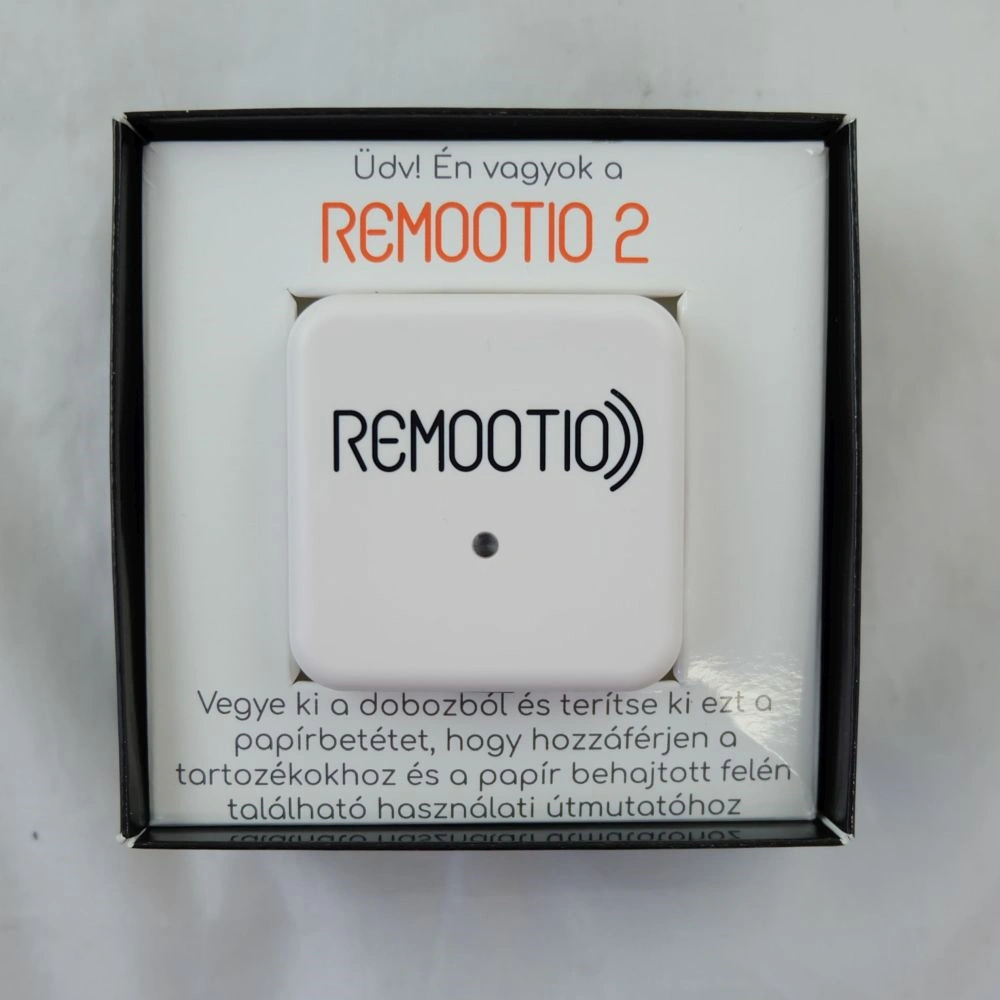 Üdv! Én vagyok a
REMOOTIO 2
REMOOTIO
Vegye ki a dobozból és terítse ki ezt a
papírbetétet, hogy hozzáférjen a
tartozékokhoz és a papír behajtott felén
található használati útmutatóhoz